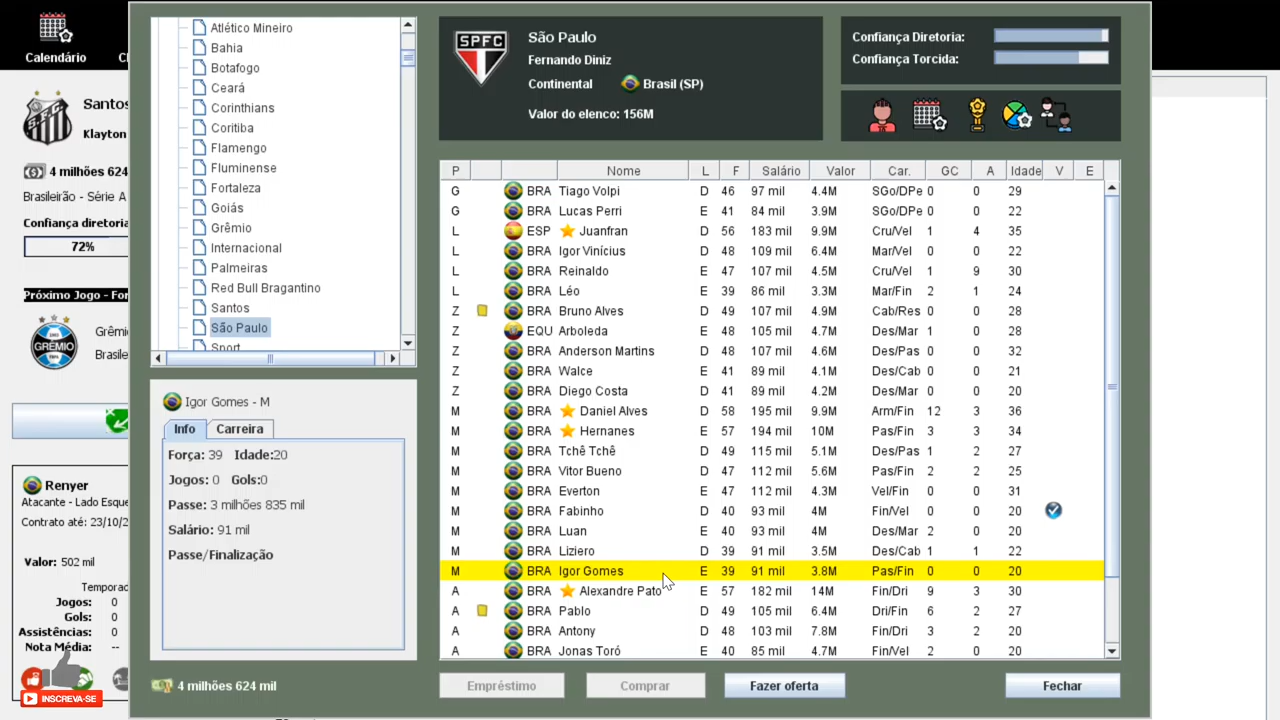 Calendário
Santos
Klayton
4 milhões 624
Brasileirão - Série A
Confiança diretoria
72%
Próximo Jogo - For
GRÊMIO
Grêmi
Brasile
Renyer
Atacante - Lado Esque
Contrato até: 23/10/2
Valor: 502 mil
Temporad
Jogos: 0
Gols: 0
Assistências: 0
Nota Média: --
INSCREVA-SE
Atlético Mineiro
Bahia
Botafogo
Ceará
Corinthians
Coritiba
Flamengo
Fluminense
Fortaleza
Goiás
Grêmio
Internacional
Palmeiras
Red Bull Bragantino
Santos
São Paulo
Sport
Igor Gomes - M
Info Carreira
Força: 39 Idade:20
Jogos: 0 Gols:0
Passe: 3 milhões 835 mil
Salário: 91 mil
Passe/Finalização
4 milhões 624 mil
SPFC
São Paulo
Fernando Diniz
Continental Brasil (SP)
Valor do elenco: 156M
Confiança Diretoria:
Confiança Torcida:
P Nome L F Salário Valor Car. GC A Idade V E
G BRA Tiago Volpi D 46 97 mil 4.4M SGo/DPe 0 0 29
G BRA Lucas Perri E 41 84 mil 3.9M SGo/DPe 0 0 22
L ESP Juanfran D 56 183 mil 9.9M Cru/Vel 1 4 35
L BRA Igor Vinícius D 48 109 mil 6.4M Mar/Vel 0 0 22
L BRA Reinaldo E 47 107 mil 4.5M Cru/Vel 1 9 30
L BRA Léo E 39 86 mil 3.3M Mar/Fin 2 1 24
Z BRA Bruno Alves D 49 107 mil 4.9M Cab/Res 0 0 28
Z EQU Arboleda D 48 105 mil 4.7M Des/Mar 1 0 28
Z BRA Anderson Martins D 48 107 mil 4.6M Des/Pas 1 0 32
Z BRA Walce E 41 89 mil 4.1M Des/Cab 1 0 21
Z BRA Diego Costa D 41 89 mil 4.2M Des/Mar 0 0 20
M BRA Daniel Alves D 58 195 mil 9.9M Arm/Fin 12 3 36
M BRA Hernanes E 57 194 mil 10M Pas/Fin 3 3 34
M BRA Tchê Tchê D 49 115 mil 5.1M Des/Pas 1 2 27
M BRA Vitor Bueno D 47 112 mil 5.6M Pas/Fin 2 2 25
M BRA Everton E 47 112 mil 4.3M Vel/Fin 0 0 31
M BRA Fabinho D 40 93 mil 4M Fin/Vel 0 0 20
M BRA Luan E 40 93 mil 4M Des/Mar 2 0 20
M BRA Liziero D 39 91 mil 3.5M Des/Cab 1 1 22
M BRA Igor Gomes E 39 91 mil 3.8M Pas/Fin 0 0 20
A BRA Alexandre Pato E 57 182 mil 14M Fin/Dri 9 3 30
A BRA Pablo D 49 105 mil 6.4M Dri/Fin 6 2 27
A BRA Antony D 48 103 mil 7.8M Fin/Dri 3 2 20
A BRA Jonas Toró E 40 85 mil 4.7M Fin/Vel 2 0 20
Empréstimo Comprar Fazer oferta Fechar